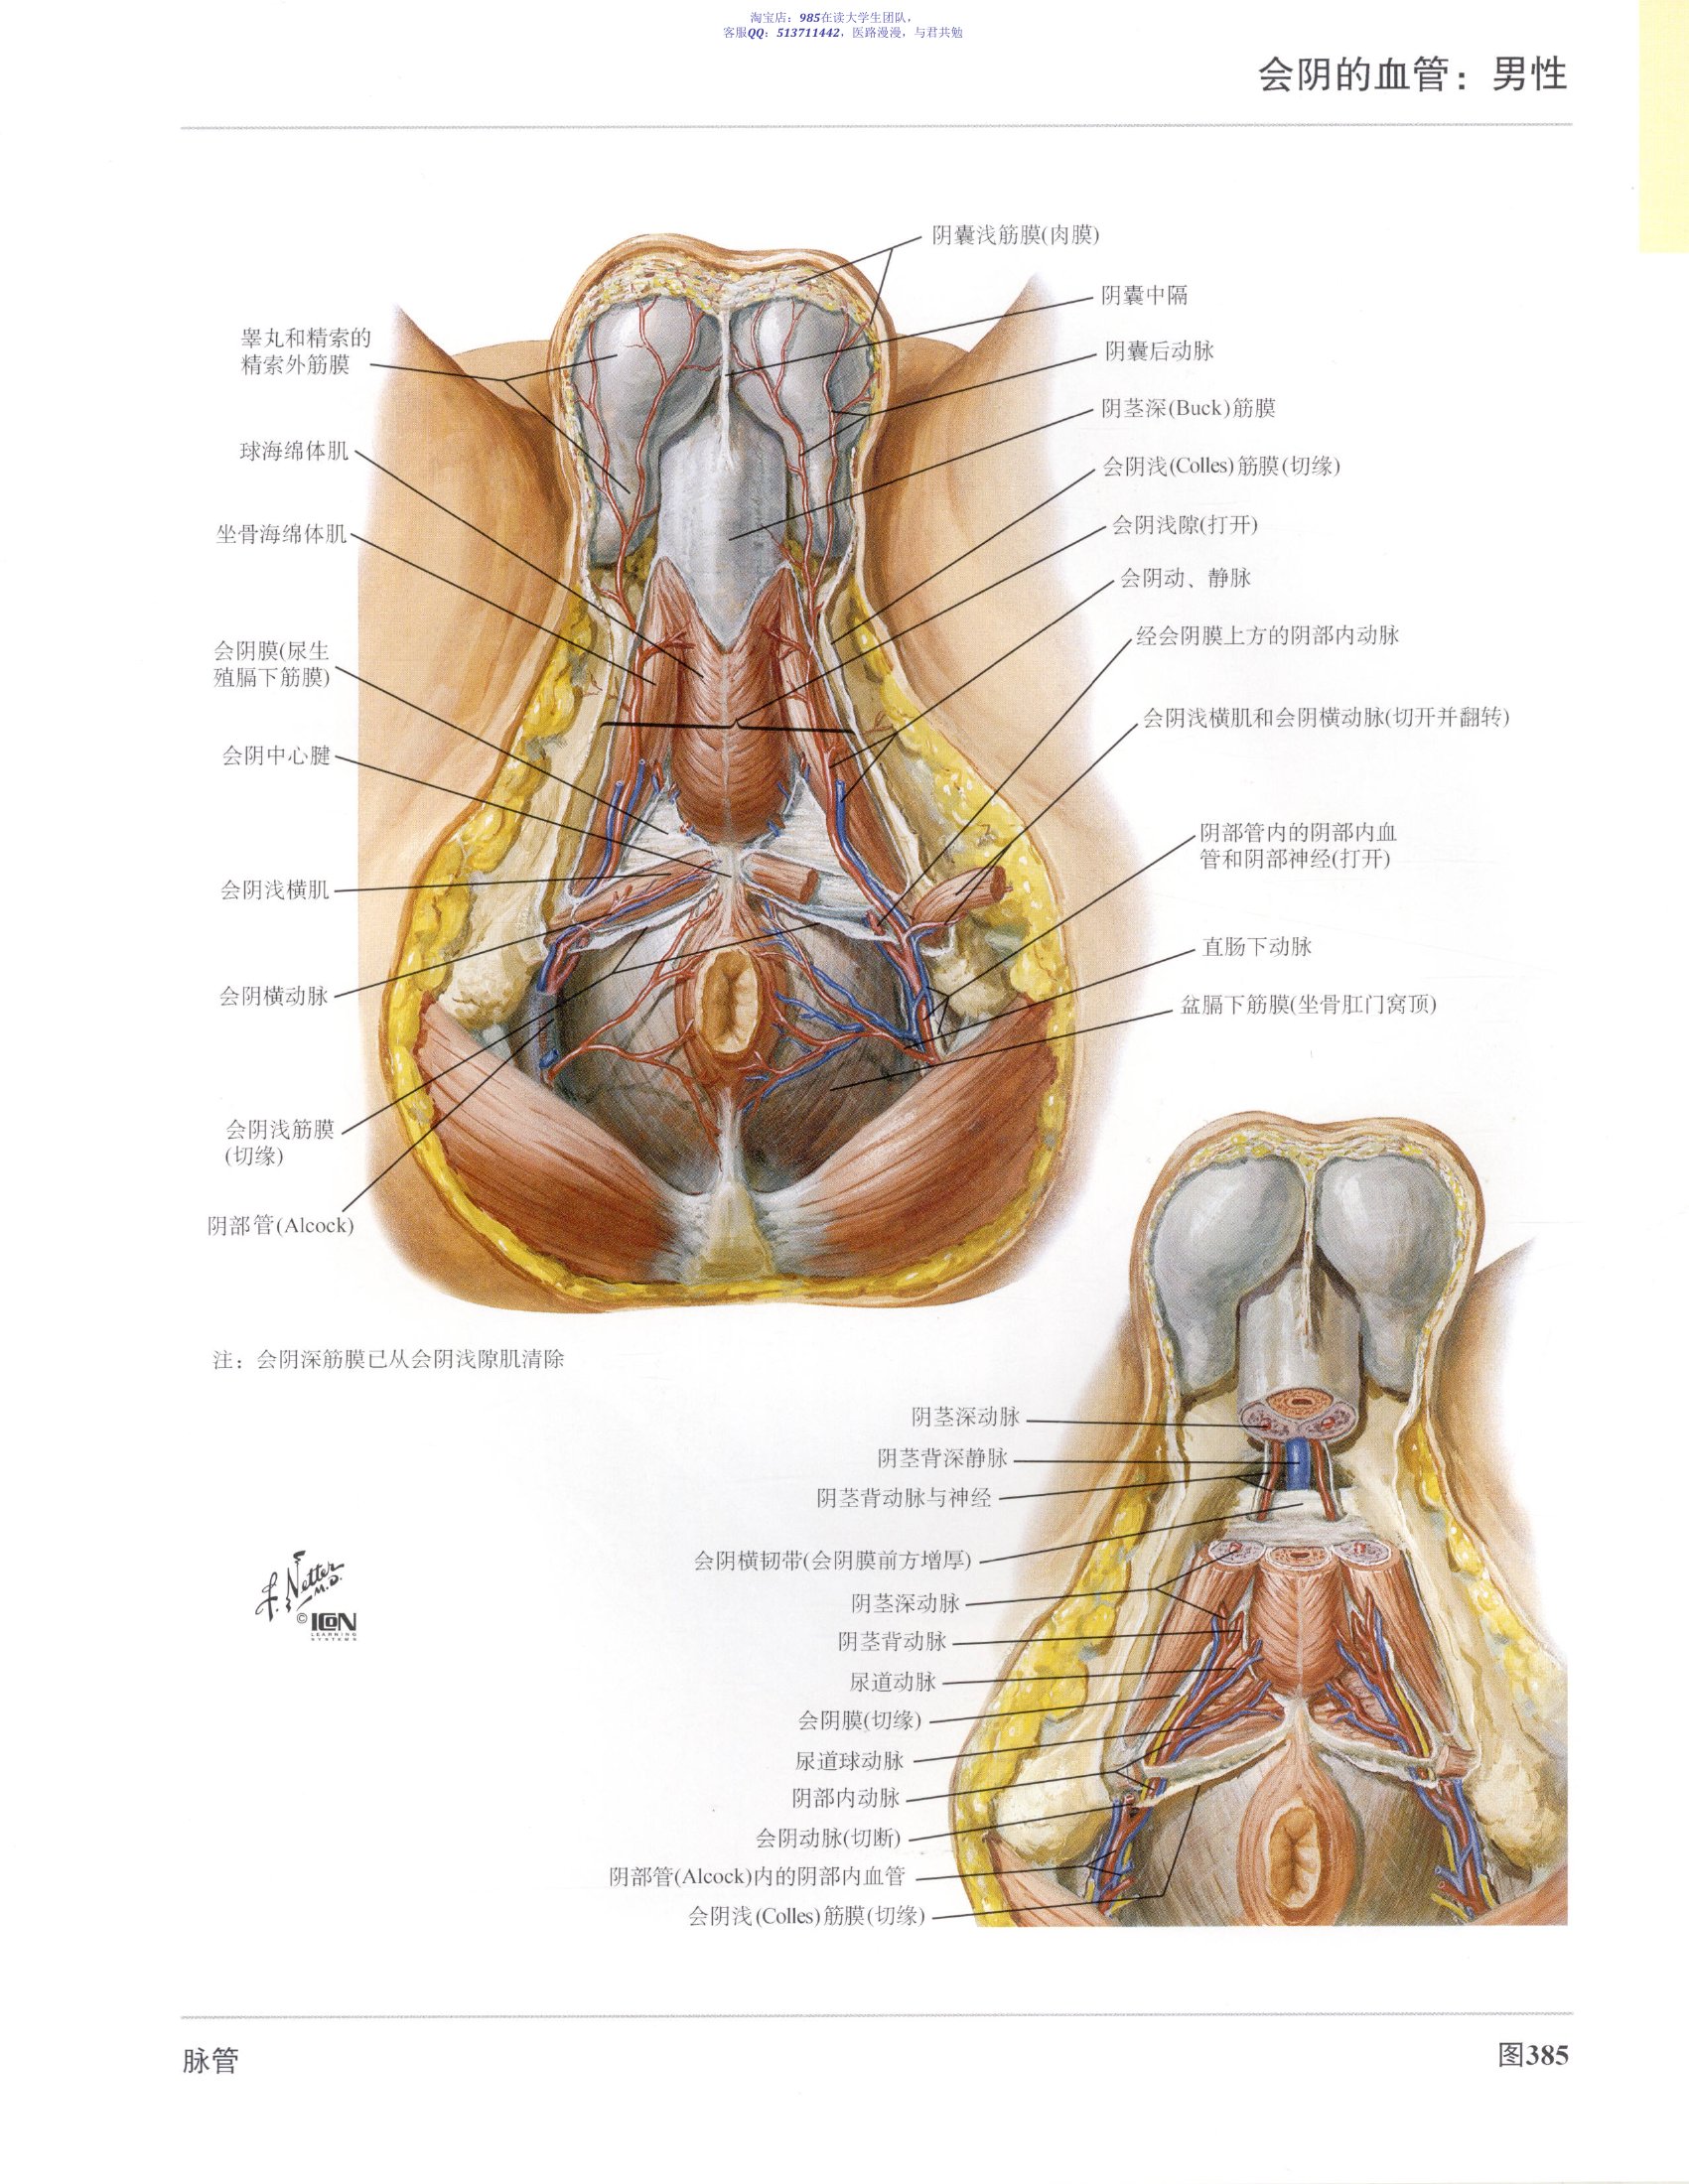 淘宝店：985在读大学生团队，
客服QQ：513711442，医路漫漫，与君共勉
会阴的血管：男性
阴囊浅筋膜(肉膜)
阴囊中隔
阴囊后动脉
阴茎深(Buck)筋膜
会阴浅(Colles)筋膜(切缘)
会阴浅隙(打开)
会阴动、静脉
经会阴膜上方的阴部内动脉
会阴浅横肌和会阴横动脉(切开并翻转)
阴部管内的阴部内血
管和阴部神经(打开)
直肠下动脉
盆膈下筋膜(坐骨肛门窝顶)
睾丸和精索的
精索外筋膜
球海绵体肌
坐骨海绵体肌
会阴膜(尿生
殖膈下筋膜)
会阴中心腱
会阴浅横肌
会阴横动脉
会阴浅筋膜
(切缘)
阴部管(Alcock)
注：会阴深筋膜已从会阴浅隙肌清除
阴茎深动脉
阴茎背深静脉
阴茎背动脉与神经
会阴横韧带(会阴膜前方增厚)
阴茎深动脉
阴茎背动脉
尿道动脉
会阴膜(切缘)
尿道球动脉
阴部内动脉
会阴动脉(切断)
阴部管(Alcock)内的阴部内血管
会阴浅(Colles)筋膜(切缘)
F. Netter
M.D.
© ICON
LEARNING
SYSTEMS
脉管
图385